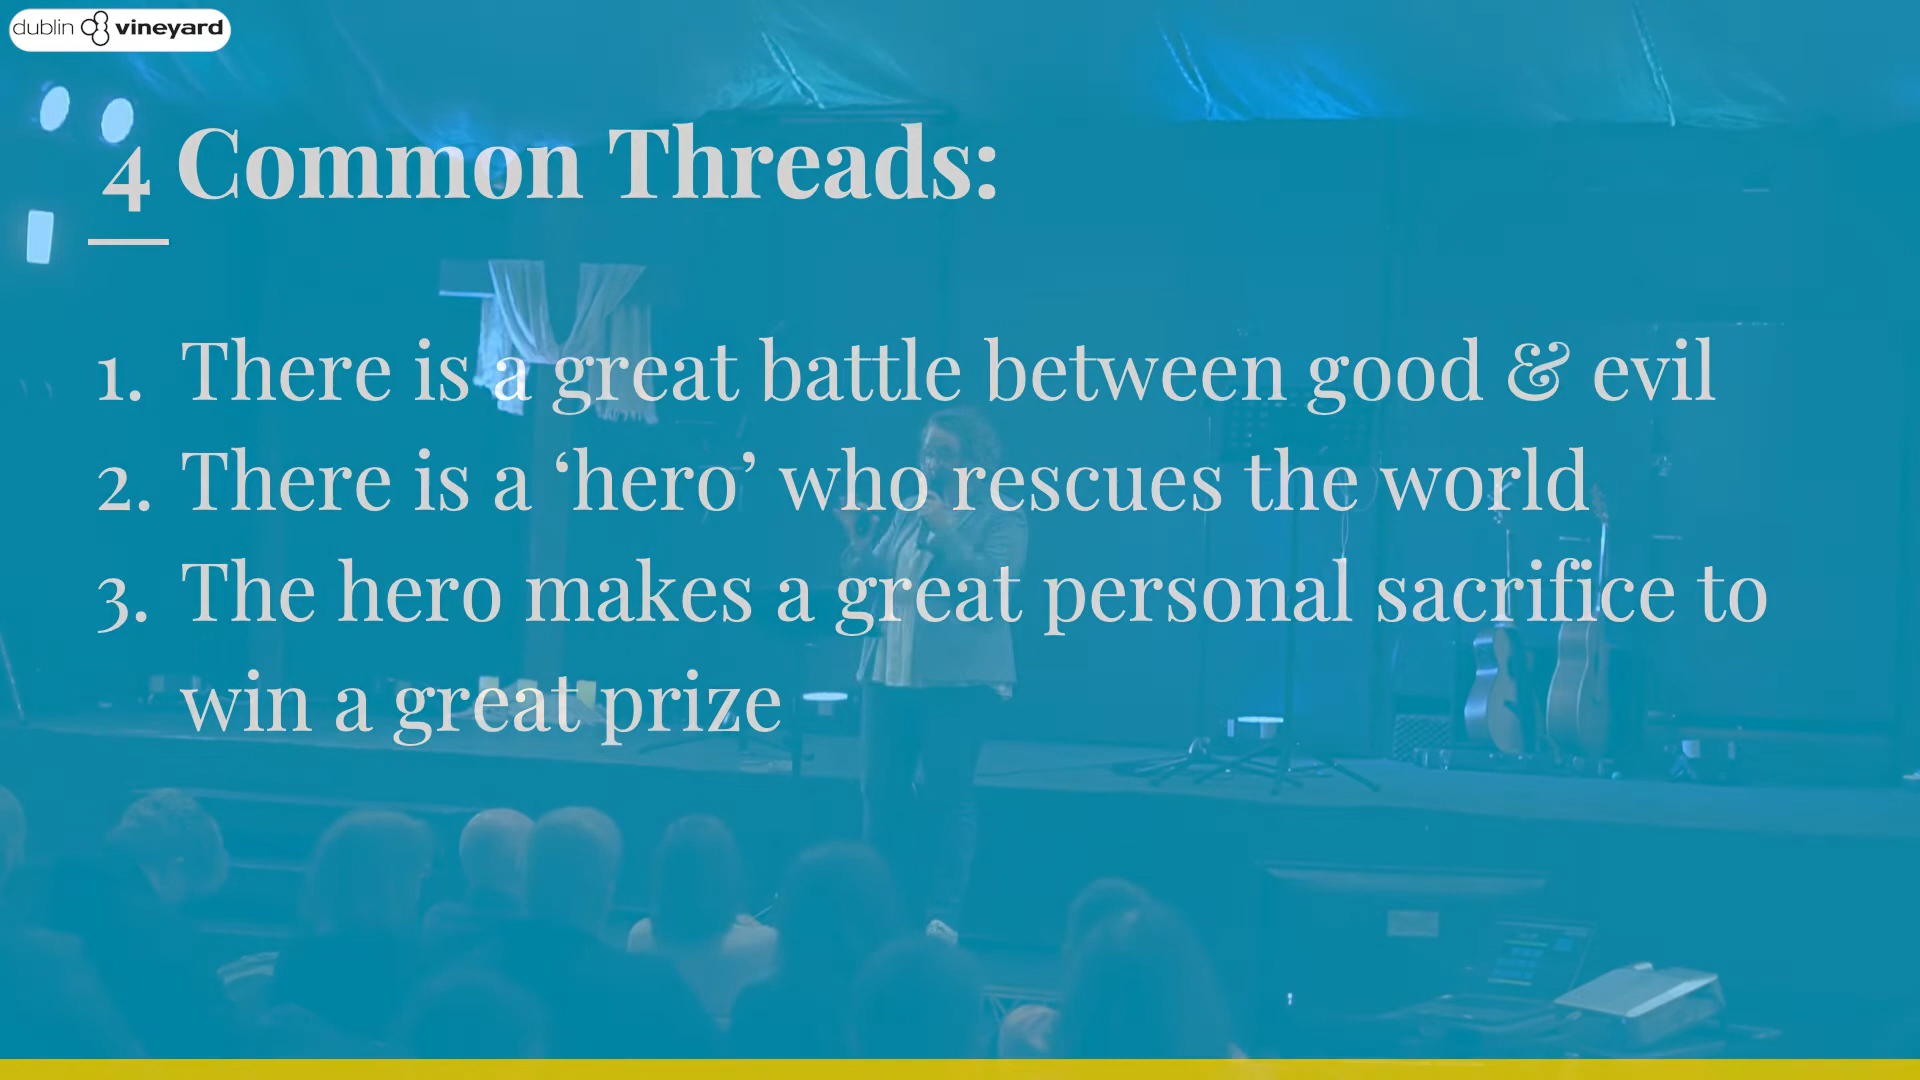 dublin vineyard
4 Common Threads:
1. There is a great battle between good & evil
2. There is a ‘hero’ who rescues the world
3. The hero makes a great personal sacrifice to
win a great prize